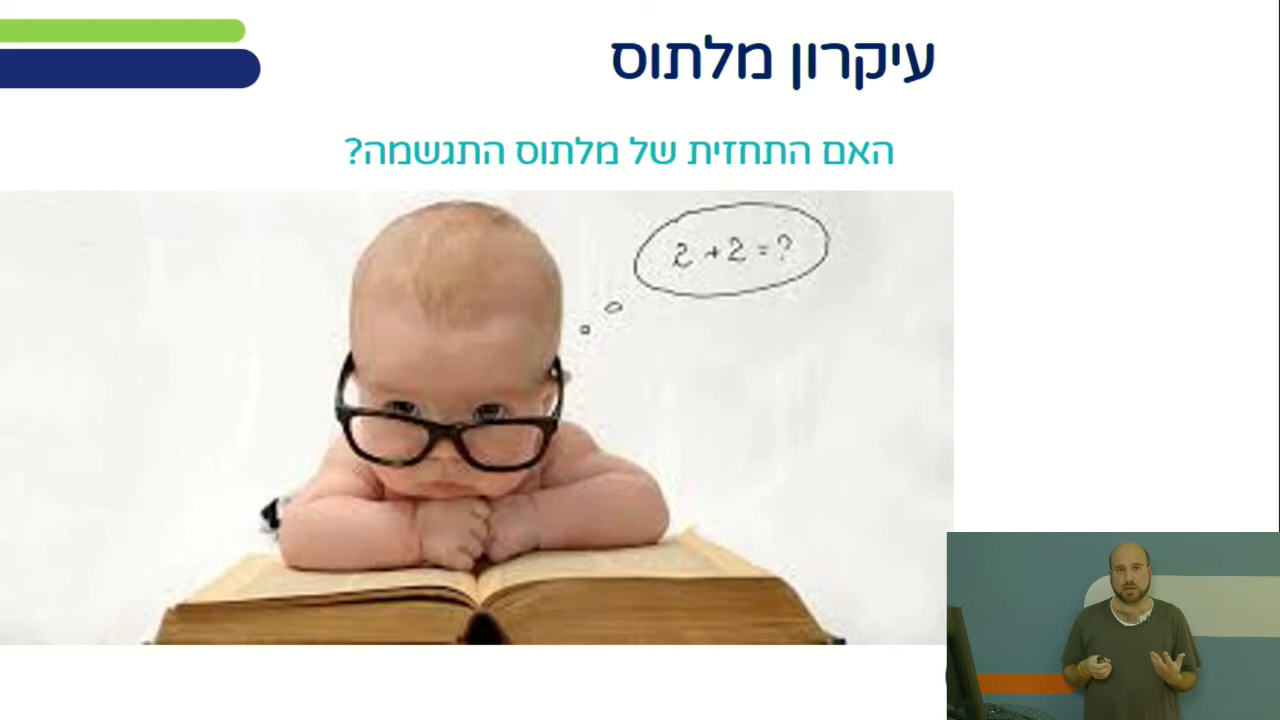 עיקרון מלתוס
האם התחזית של מלתוס התגשמה?
2 + 2 = ?